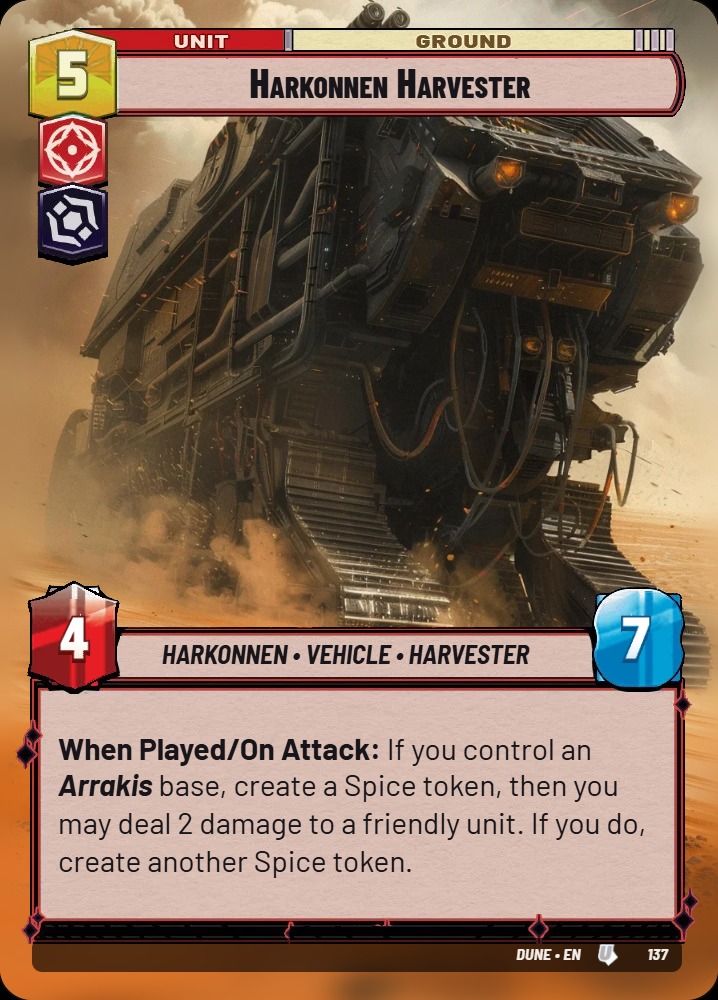 UNIT
GROUND
5
HARKONNEN HARVESTER
4
HARKONNEN • VEHICLE • HARVESTER
7
When Played/On Attack: If you control an
Arrakis base, create a Spice token, then you
may deal 2 damage to a friendly unit. If you do,
create another Spice token.
DUNE • EN U 137